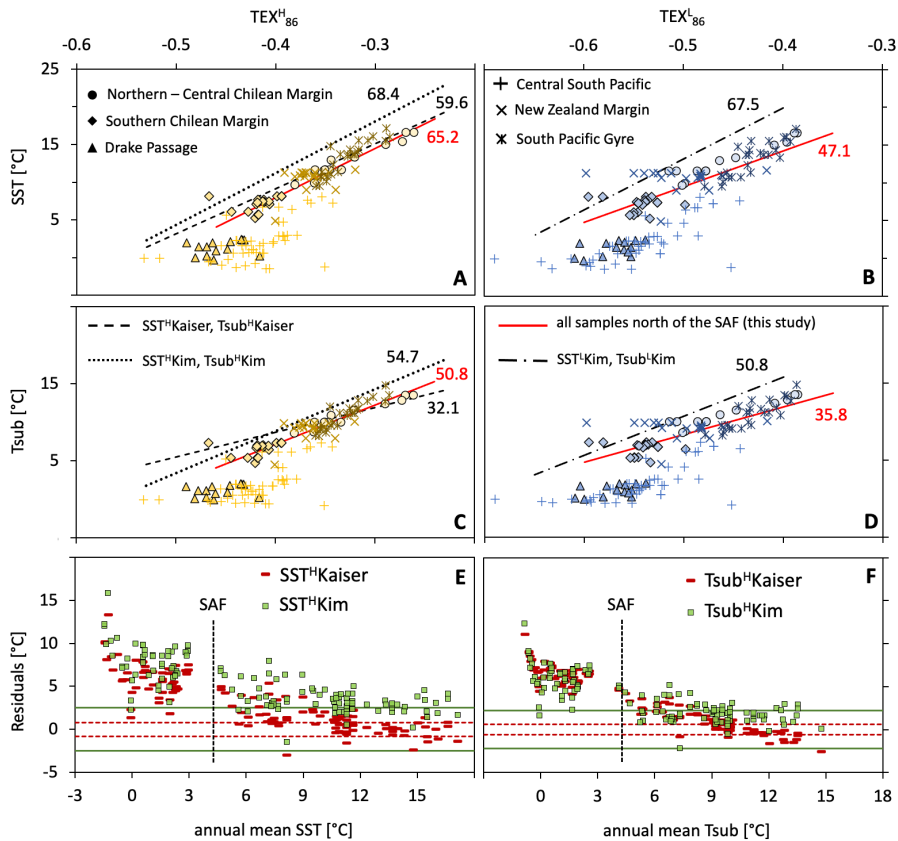 TEXᴴ₈₆
TEXᴸ₈₆
-0.6 -0.5 -0.4 -0.3
-0.6 -0.5 -0.4 -0.3
25
15
5
SST [°C]
Northern – Central Chilean Margin
Southern Chilean Margin
Drake Passage
68.4
59.6
65.2
A
Central South Pacific
New Zealand Margin
South Pacific Gyre
67.5
47.1
B
15
5
Tsub [°C]
SSTᴴKaiser, TsubᴴKaiser
SSTᴴKim, TsubᴴKim
54.7
50.8
32.1
C
all samples north of the SAF (this study)
SSTᴸKim, TsubᴸKim
50.8
35.8
D
15
10
5
0
-5
Residuals [°C]
SSTᴴKaiser
SSTᴴKim
SAF
E
TsubᴴKaiser
TsubᴴKim
SAF
F
-3 0 3 6 9 12 15
0 3 6 9 12 15 18
annual mean SST [°C]
annual mean Tsub [°C]